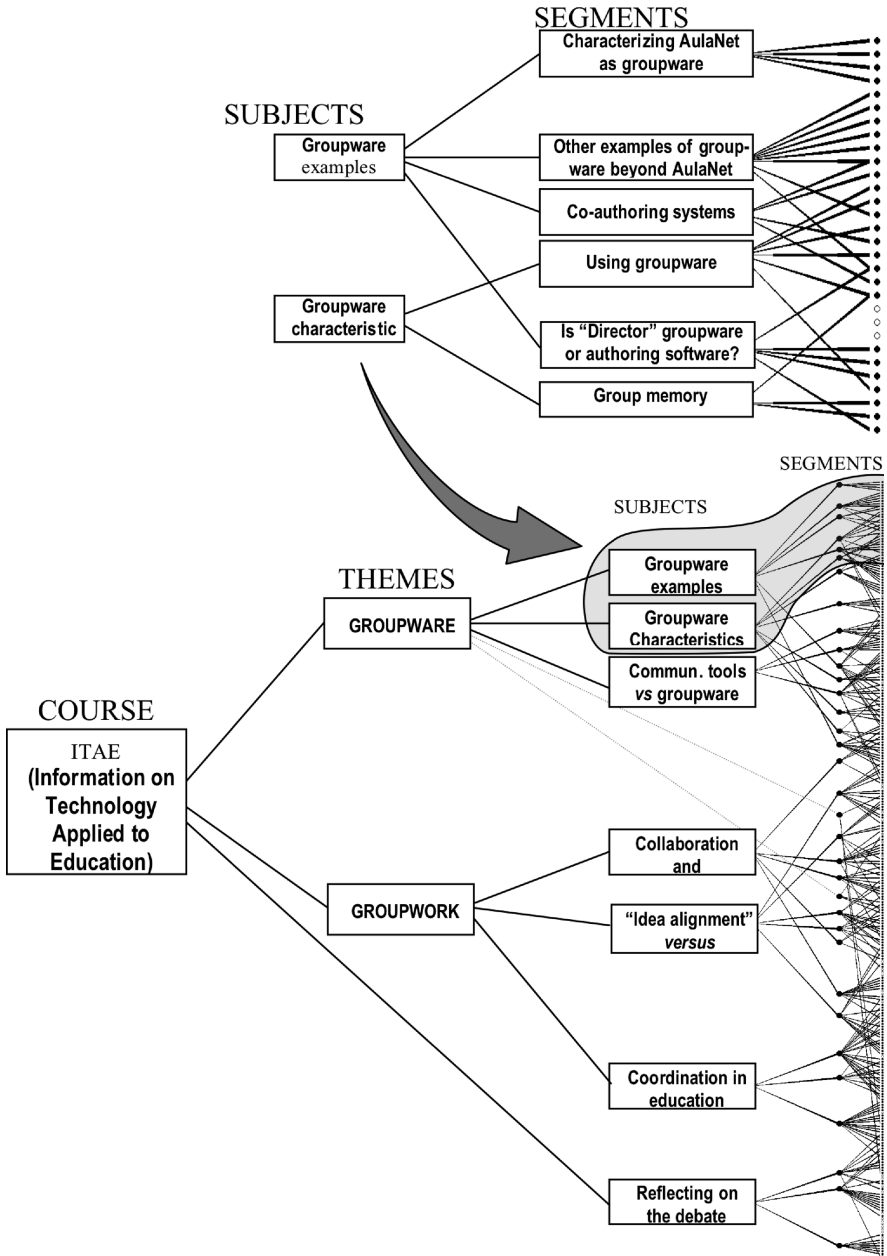 SEGMENTS
Characterizing AulaNet
as groupware
SUBJECTS
Groupware
examples
Other examples of group-
ware beyond AulaNet
Co-authoring systems
Using groupware
Groupware
characteristic
Is “Director” groupware
or authoring software?
Group memory
SEGMENTS
SUBJECTS
Groupware
examples
THEMES
GROUPWARE
Groupware
Characteristics
Commun. tools
vs groupware
COURSE
ITAE
(Information on
Technology
Applied to
Education)
Collaboration
and
GROUPWORK
“Idea alignment”
versus
Coordination in
education
Reflecting on
the debate